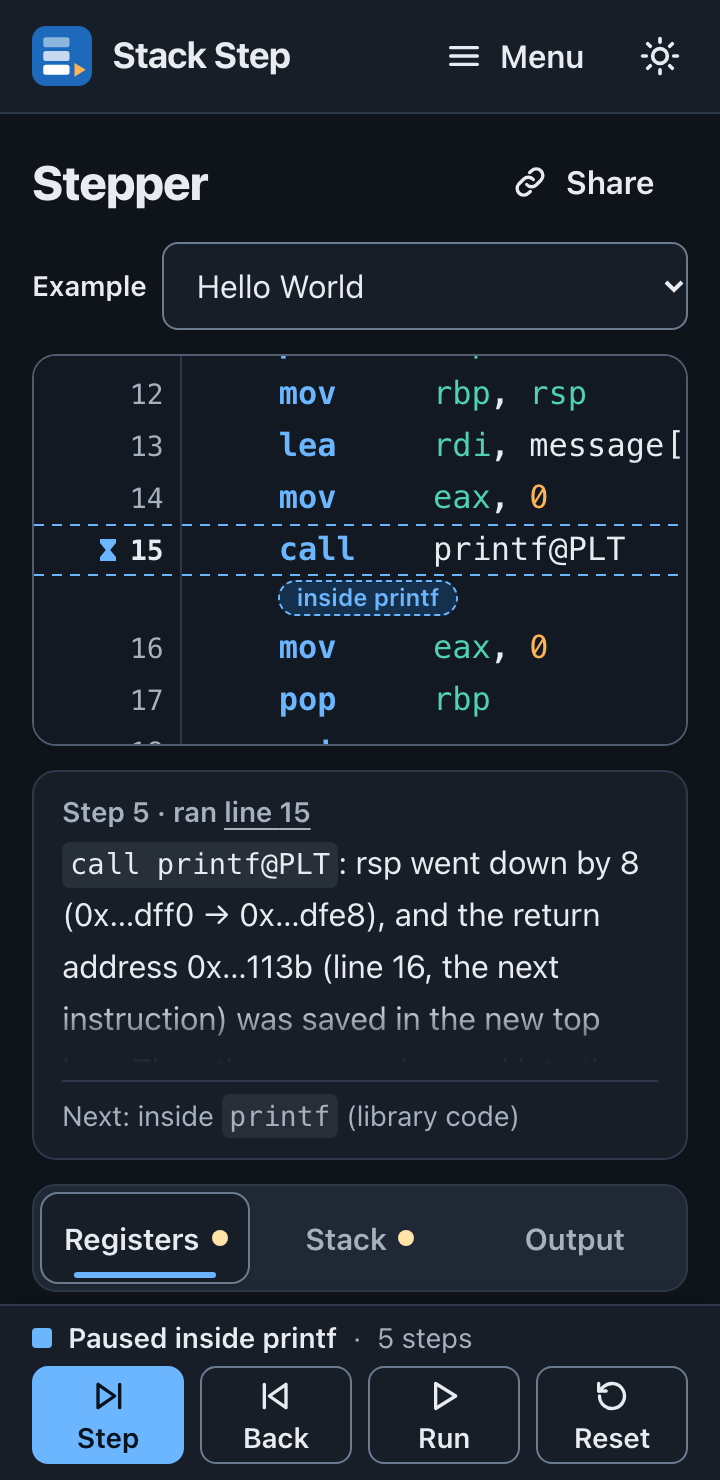 Stack Step
Menu
Stepper
Share
Example
Hello World
12 mov rbp, rsp
13 lea rdi, message[
14 mov eax, 0
15 call printf@PLT
inside printf
16 mov eax, 0
17 pop rbp
Step 5 · ran line 15
call printf@PLT: rsp went down by 8
(0x…dff0 → 0x…dfe8), and the return
address 0x…113b (line 16, the next
instruction) was saved in the new top
Next: inside printf (library code)
Registers
Stack
Output
Paused inside printf · 5 steps
Step
Back
Run
Reset